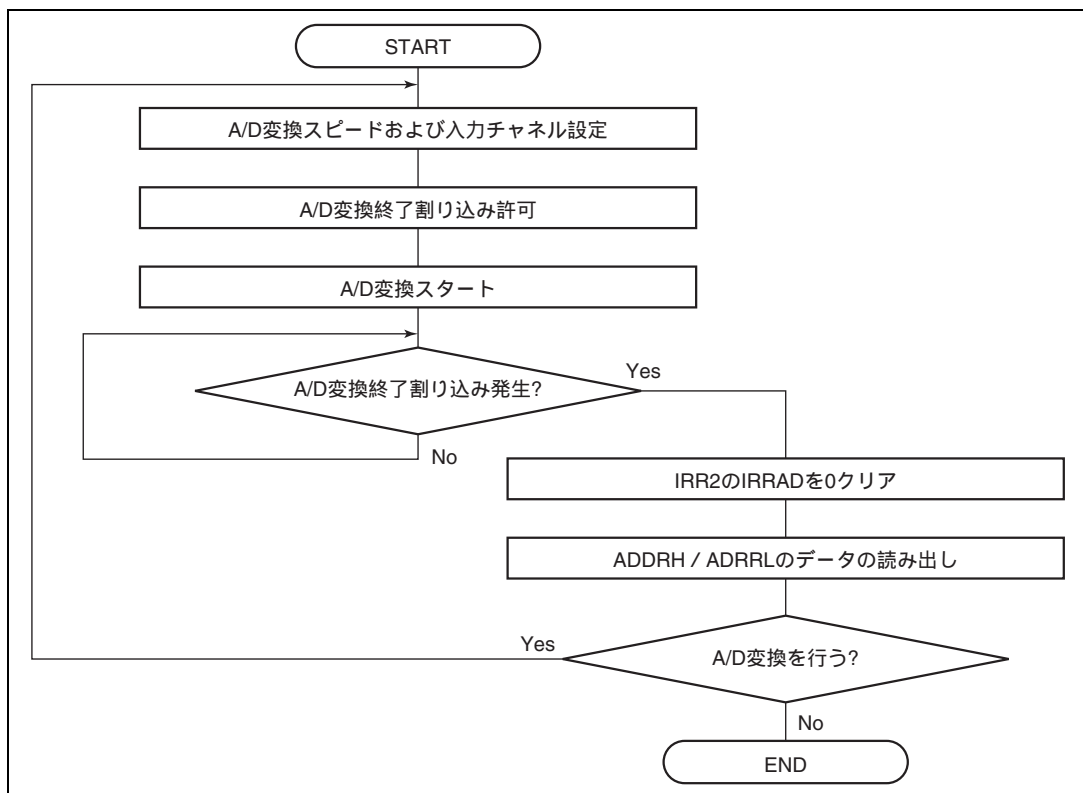 START
A/D変換スピードおよび入力チャネル設定
A/D変換終了割り込み許可
A/D変換スタート
A/D変換終了割り込み発生?
Yes
No
IRR2のIRRADを0クリア
ADDRH / ADRRLのデータの読み出し
A/D変換を行う?
Yes
No
END